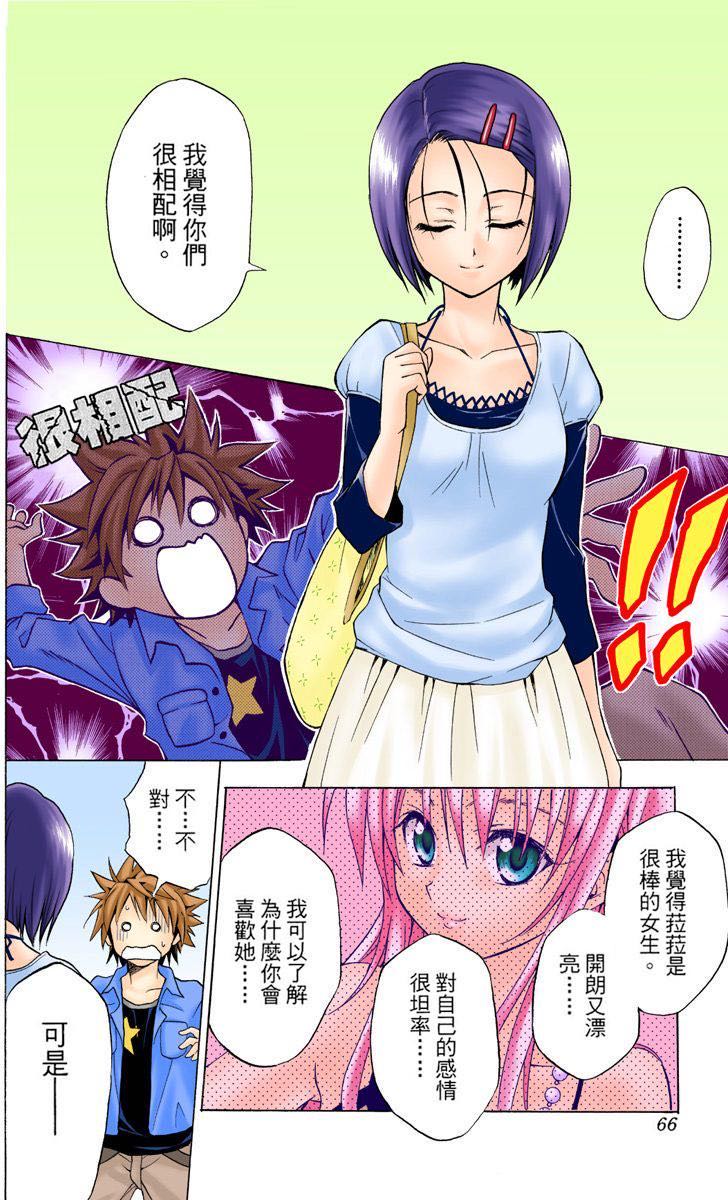 ………
我覺得你們
很相配啊。
很相配
!!
我覺得菈菈是
很棒的女生。
開朗又漂
亮……
對自己的感情
很坦率……
我可以了解
為什麼你會
喜歡她……
不…不
對……
可是——
66